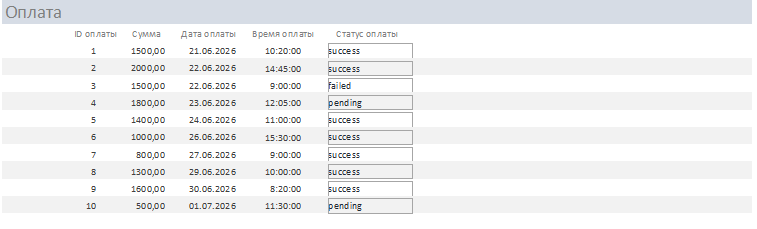 Оплата
ID оплаты Сумма Дата оплаты Время оплаты Статус оплаты
1 1500,00 21.06.2026 10:20:00 success
2 2000,00 22.06.2026 14:45:00 success
3 1500,00 22.06.2026 9:00:00 failed
4 1800,00 23.06.2026 12:05:00 pending
5 1400,00 24.06.2026 11:00:00 success
6 1000,00 26.06.2026 15:30:00 success
7 800,00 27.06.2026 9:00:00 success
8 1300,00 29.06.2026 10:00:00 success
9 1600,00 30.06.2026 8:20:00 success
10 500,00 01.07.2026 11:30:00 pending